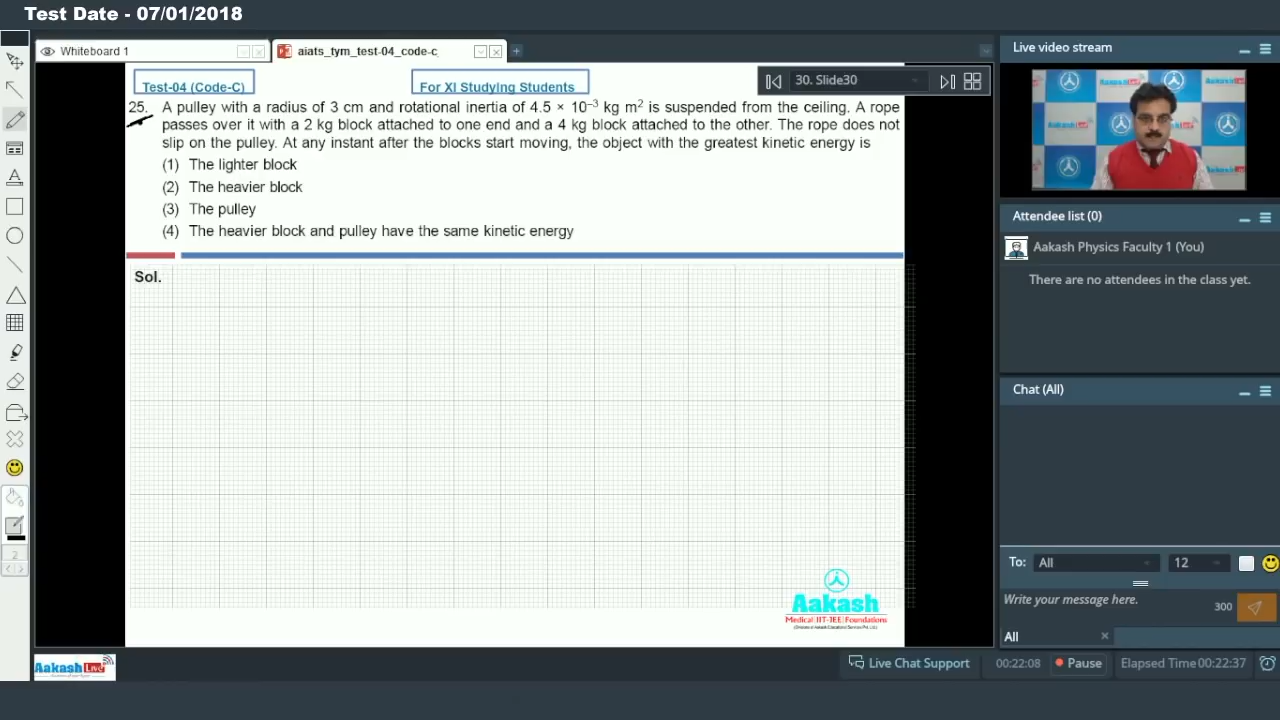 Test Date - 07/01/2018
Whiteboard 1
aiats_tym_test-04_code-c
Test-04 (Code-C)
For XI Studying Students
30. Slide30
25. A pulley with a radius of 3 cm and rotational inertia of 4.5 × 10⁻³ kg m² is suspended from the ceiling. A rope
passes over it with a 2 kg block attached to one end and a 4 kg block attached to the other. The rope does not
slip on the pulley. At any instant after the blocks start moving, the object with the greatest kinetic energy is
(1) The lighter block
(2) The heavier block
(3) The pulley
(4) The heavier block and pulley have the same kinetic energy
Sol.
Aakash
Medical|IIT-JEE|Foundations
Aakash Live
2
Live video stream
Attendee list (0)
Aakash Physics Faculty 1 (You)
There are no attendees in the class yet.
Chat (All)
To: All 12
Write your message here. 300
All
Live Chat Support 00:22:08 Pause Elapsed Time 00:22:37